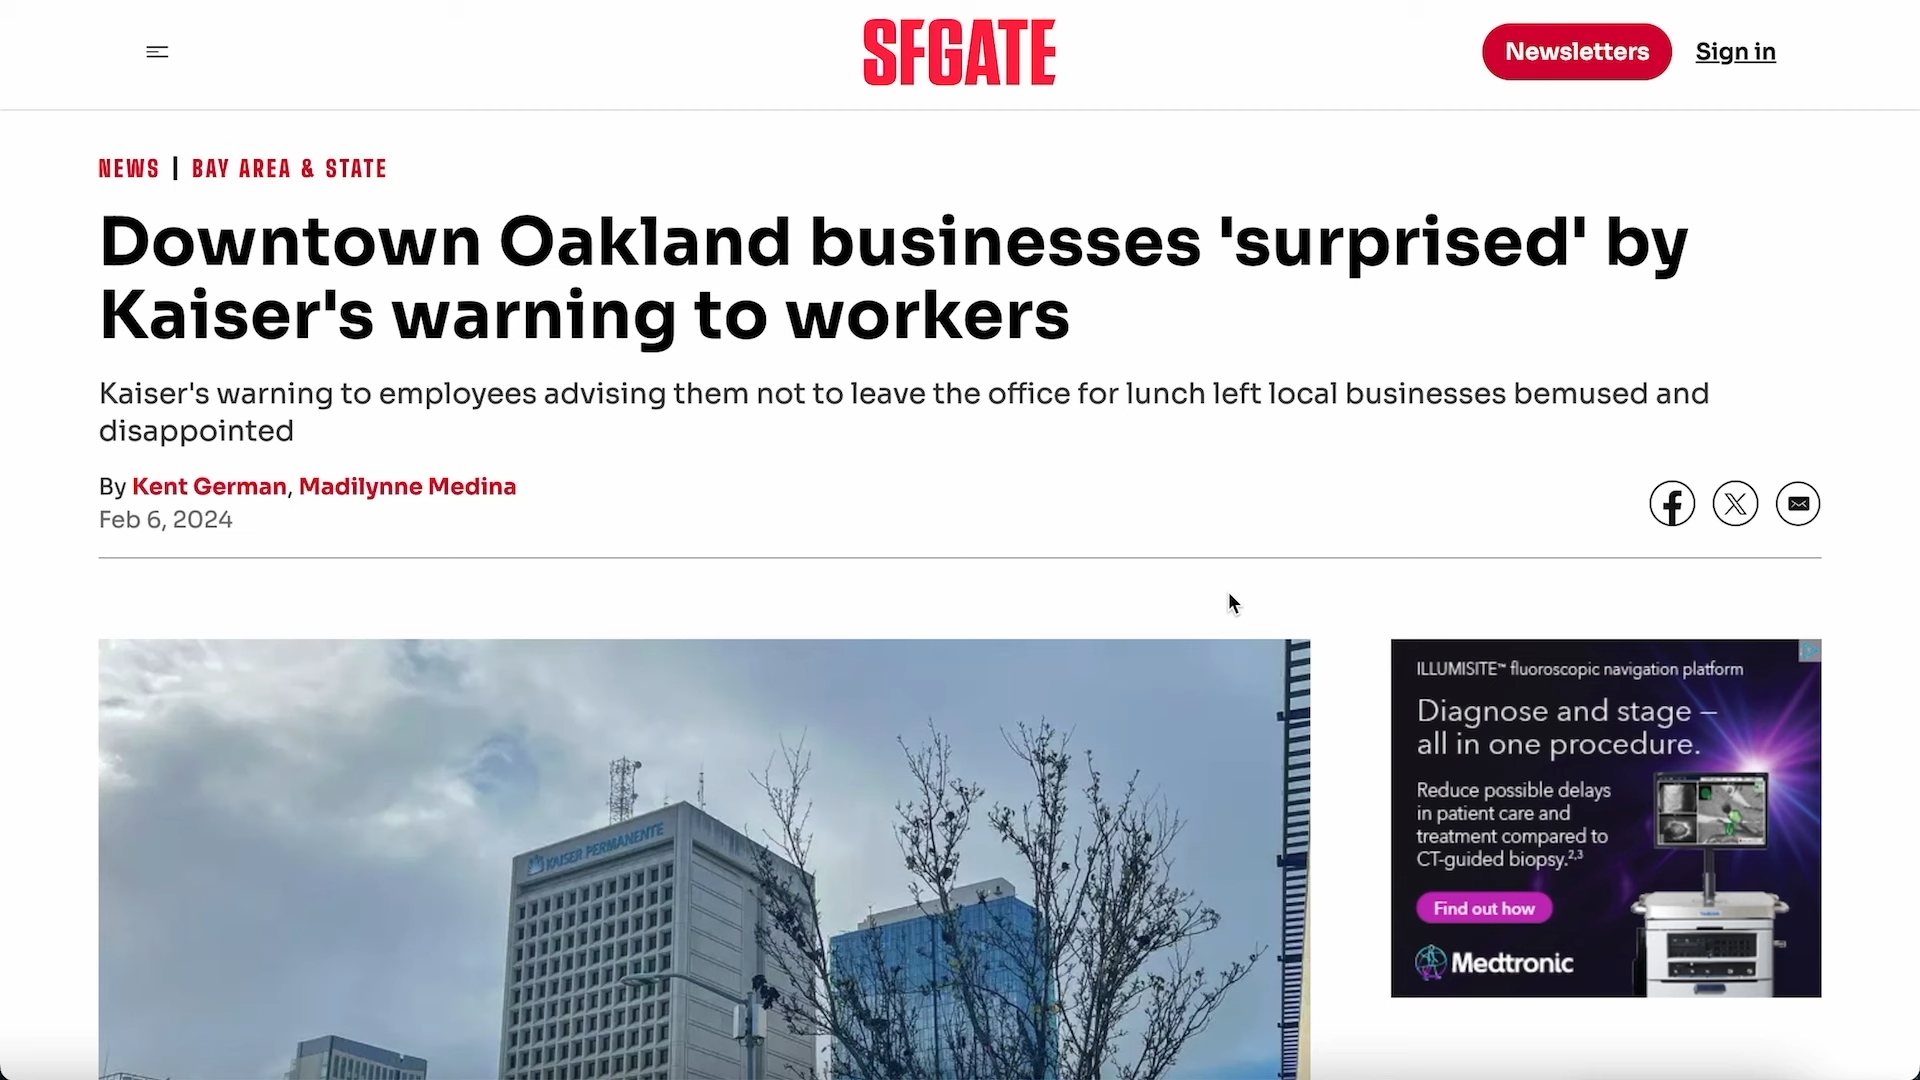 SFGATE
Newsletters
Sign in
NEWS | BAY AREA & STATE
Downtown Oakland businesses 'surprised' by
Kaiser's warning to workers
Kaiser's warning to employees advising them not to leave the office for lunch left local businesses bemused and
disappointed
By Kent German, Madilynne Medina
Feb 6, 2024
KAISER PERMANENTE
ILLUMISITE™ fluoroscopic navigation platform
Diagnose and stage –
all in one procedure.
Reduce possible delays
in patient care and
treatment compared to
CT-guided biopsy.2,3
Find out how
Medtronic